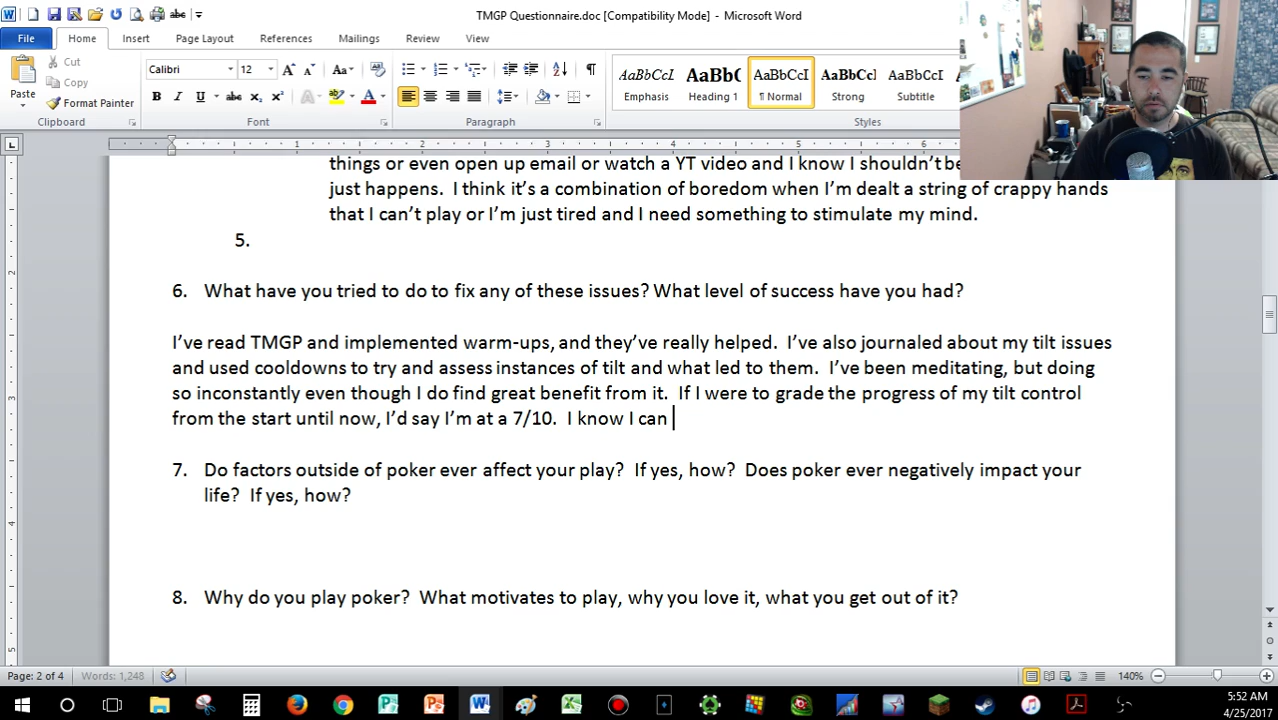 TMGP Questionnaire.doc [Compatibility Mode] - Microsoft Word
File Home Insert Page Layout References Mailings Review View
Cut
Copy
Paste
Format Painter
Calibri 12
AaBbCcI AaBb( AaBbCcI AaBbCcl AaBbCcI
Emphasis Heading 1 ¶ Normal Strong Subtitle
Clipboard Font Paragraph Styles
1 2 3 4 5 6
things or even open up email or watch a YT video and I know I shouldn't be
just happens. I think it's a combination of boredom when I'm dealt a string of crappy hands
that I can't play or I'm just tired and I need something to stimulate my mind.
5.
6. What have you tried to do to fix any of these issues? What level of success have you had?
I've read TMGP and implemented warm-ups, and they've really helped. I've also journaled about my tilt issues
and used cooldowns to try and assess instances of tilt and what led to them. I've been meditating, but doing
so inconstantly even though I do find great benefit from it. If I were to grade the progress of my tilt control
from the start until now, I'd say I'm at a 7/10. I know I can
7. Do factors outside of poker ever affect your play? If yes, how? Does poker ever negatively impact your
life? If yes, how?
8. Why do you play poker? What motivates to play, why you love it, what you get out of it?
Page: 2 of 4 Words: 1,248 140%
5:52 AM
4/25/2017